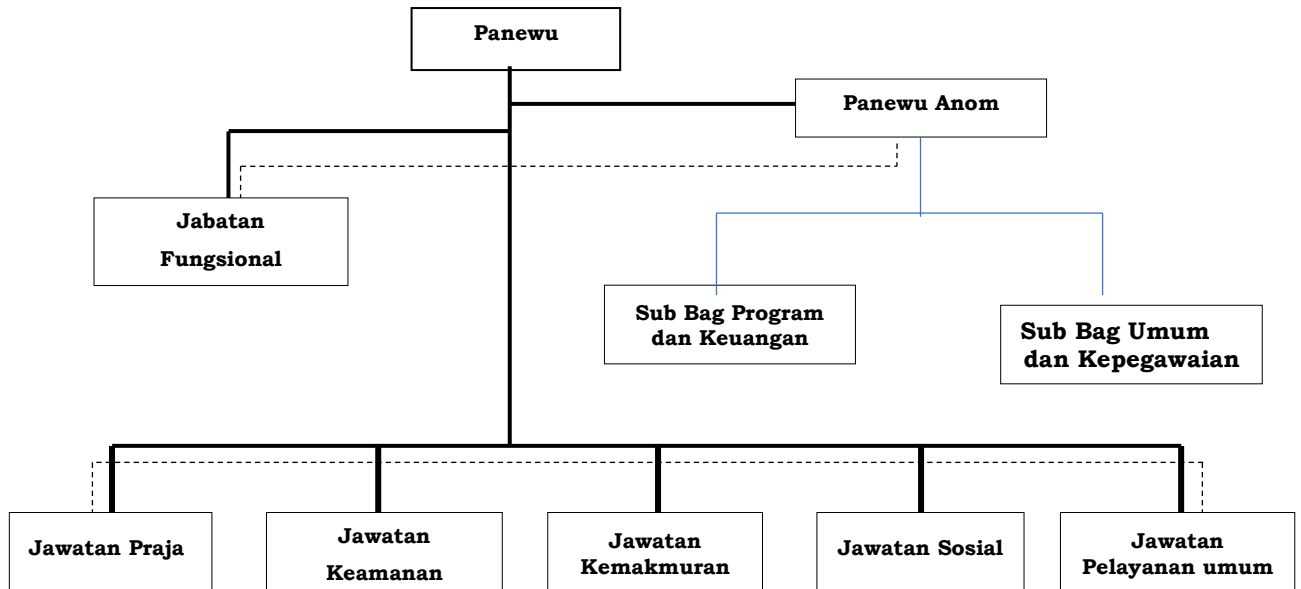 Panewu
Panewu Anom
Jabatan
Fungsional
Sub Bag Program
dan Keuangan
Sub Bag Umum
dan Kepegawaian
Jawatan Praja
Jawatan
Keamanan
Jawatan
Kemakmuran
Jawatan Sosial
Jawatan
Pelayanan umum